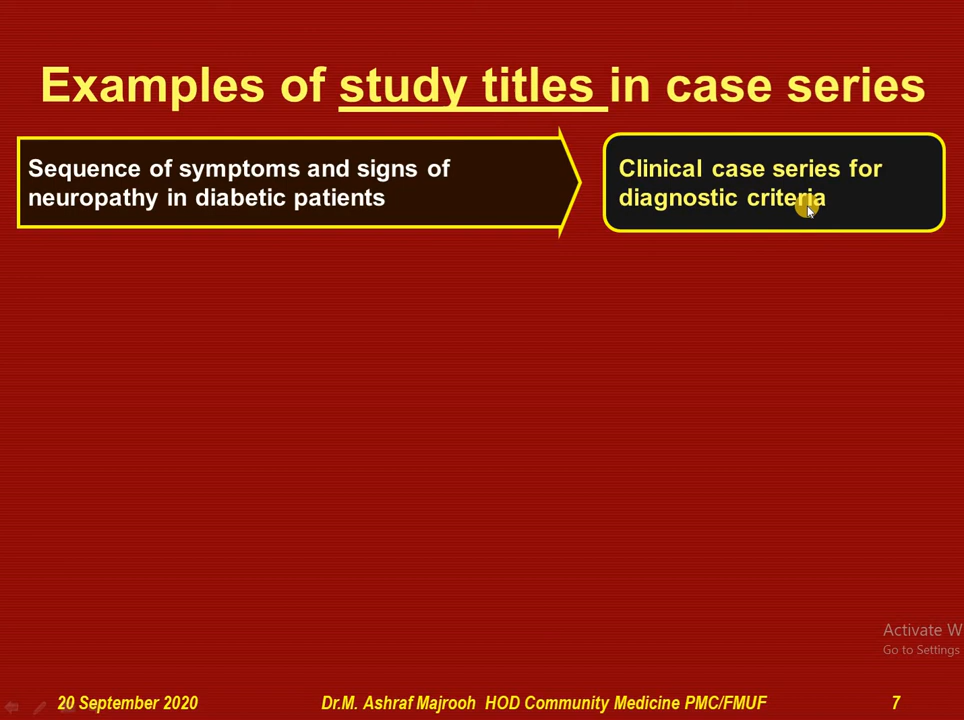 Examples of study titles in case series
Sequence of symptoms and signs of
neuropathy in diabetic patients
Clinical case series for
diagnostic criteria
Activate W
Go to Settings
20 September 2020
Dr.M. Ashraf Majrooh HOD Community Medicine PMC/FMUF
7